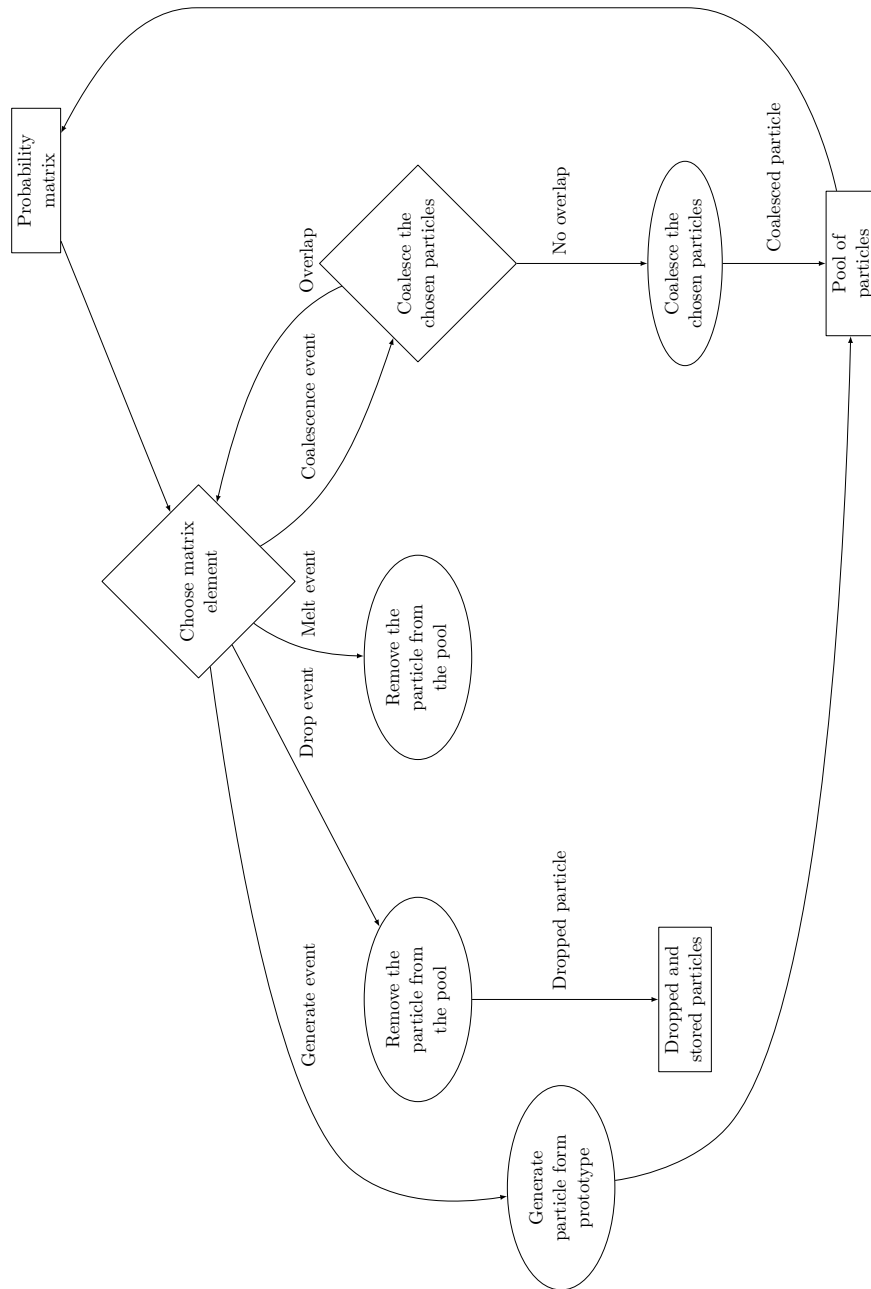 Probability
matrix
Choose matrix
element
Overlap
Coalescence event
Melt event
Drop event
Generate event
Coalesce the
chosen particles
Remove the
particle from
the pool
Remove the
particle from
the pool
No overlap
Dropped particle
Generate
particle form
prototype
Coalesce the
chosen particles
Dropped and
stored particles
Coalesced particle
Pool of
particles